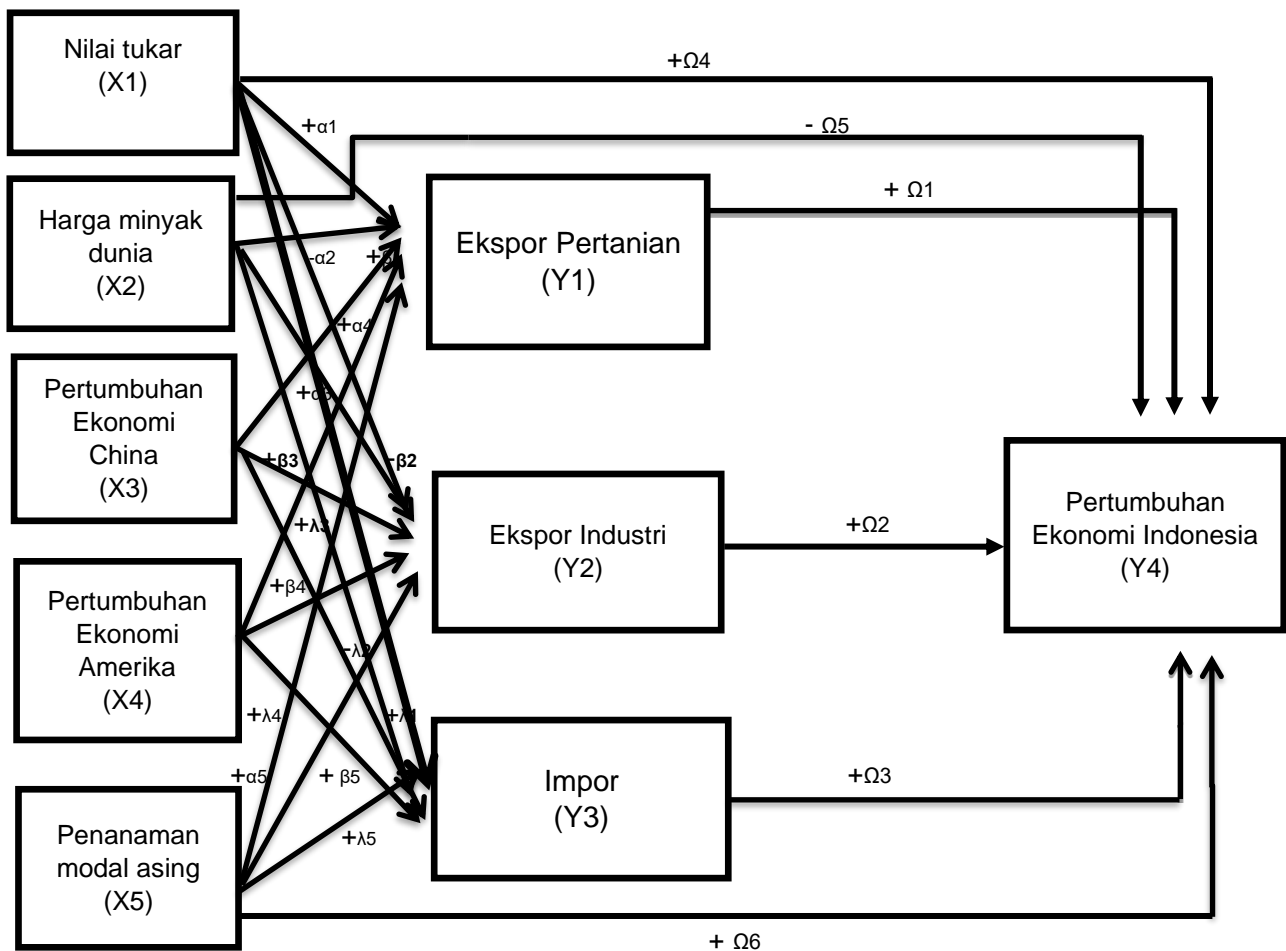 Nilai tukar
(X1)
+Ω4
+α1
- Ω5
Harga minyak
dunia
(X2)
-α2
+ Ω1
Ekspor Pertanian
(Y1)
+α4
Pertumbuhan
Ekonomi
China
(X3)
+β3
-β2
Pertumbuhan
Ekonomi Indonesia
(Y4)
Ekspor Industri
(Y2)
+Ω2
+λ3
+β4
Pertumbuhan
Ekonomi
Amerika
(X4)
-λ2
+λ4
+λ1
+α5
+ β5
Impor
(Y3)
+Ω3
+λ5
Penanaman
modal asing
(X5)
+ Ω6